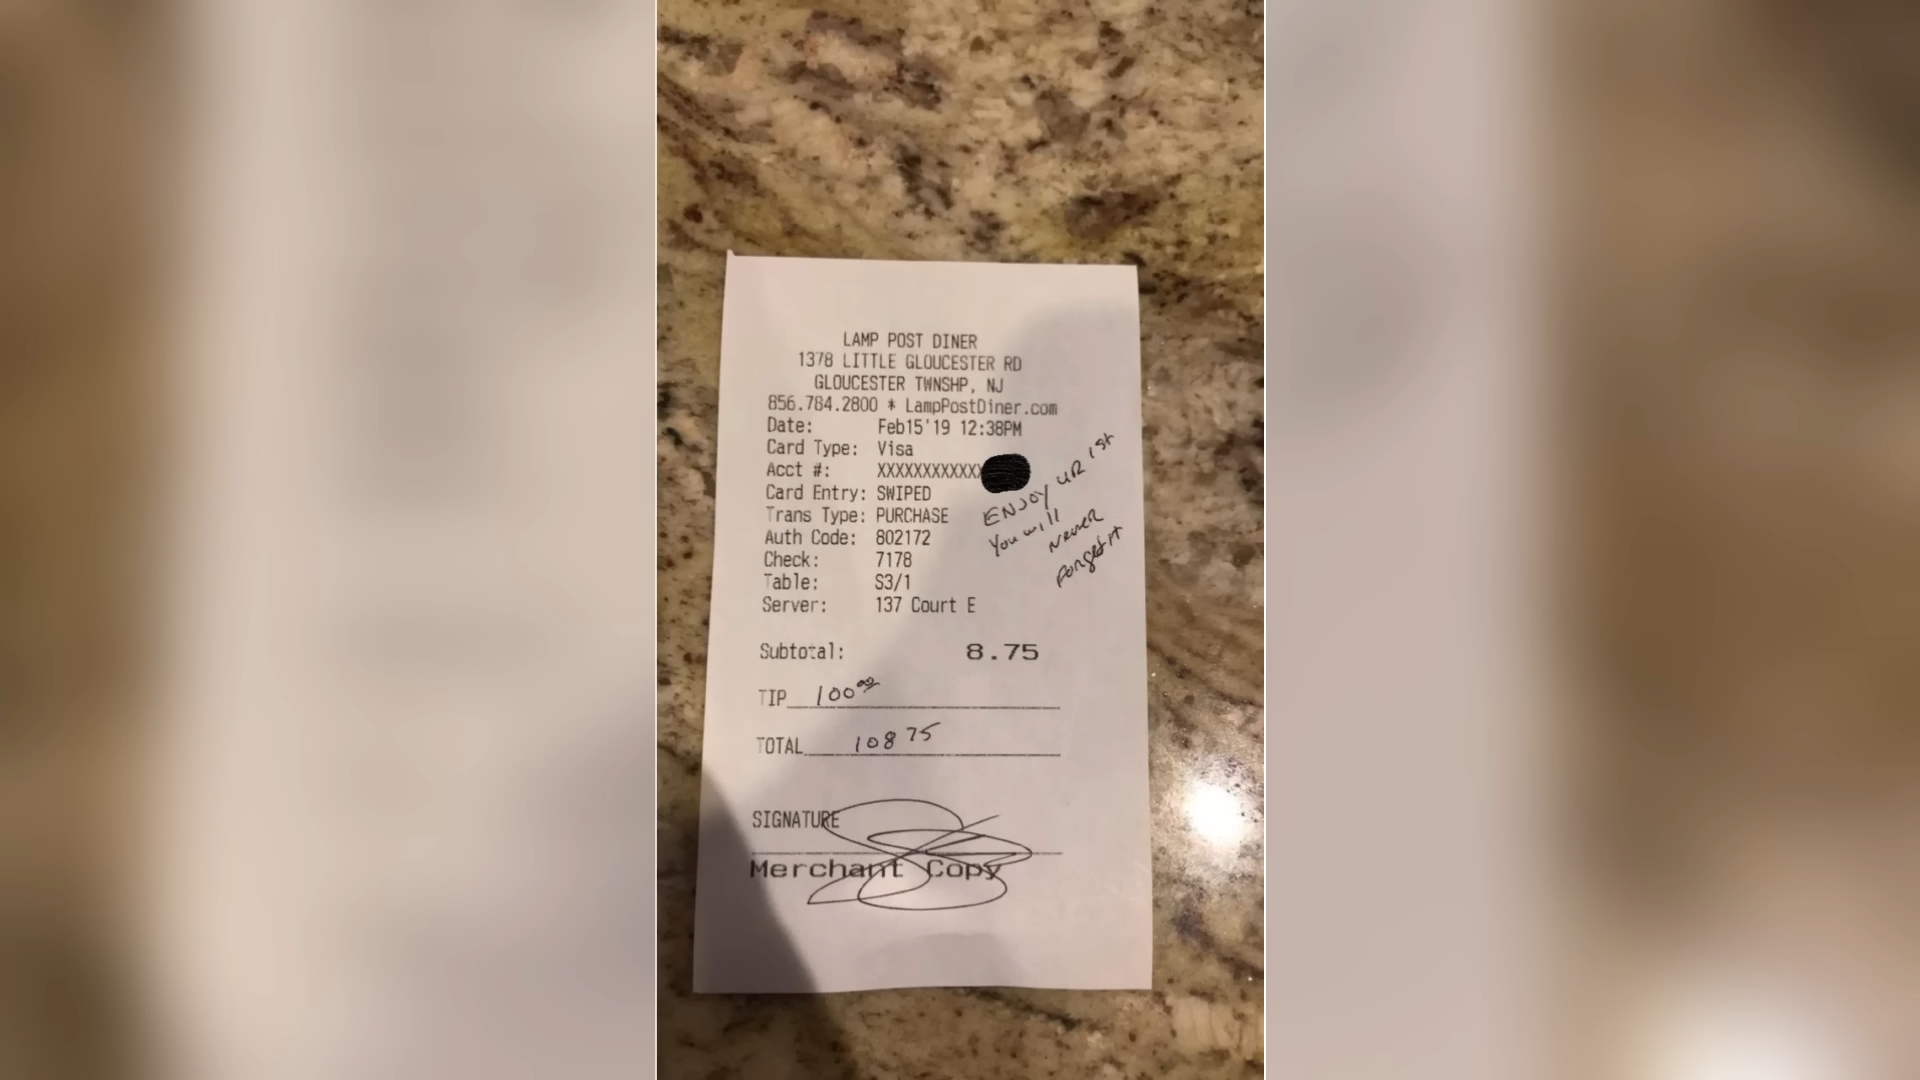 LAMP POST DINER
1378 LITTLE GLOUCESTER RD
GLOUCESTER TWNSHP, NJ
856.784.2800 * LampPostDiner.com
Date: Feb15'19 12:38PM
Card Type: Visa
Acct #: XXXXXXXXXXXX
Card Entry: SWIPED
Trans Type: PURCHASE
Auth Code: 802172
Check: 7178
Table: S3/1
Server: 137 Court E
ENJOY UR 1st
You will
never
forget it
Subtotal: 8.75
TIP 100 00
TOTAL 108 75
SIGNATURE
Merchant Copy